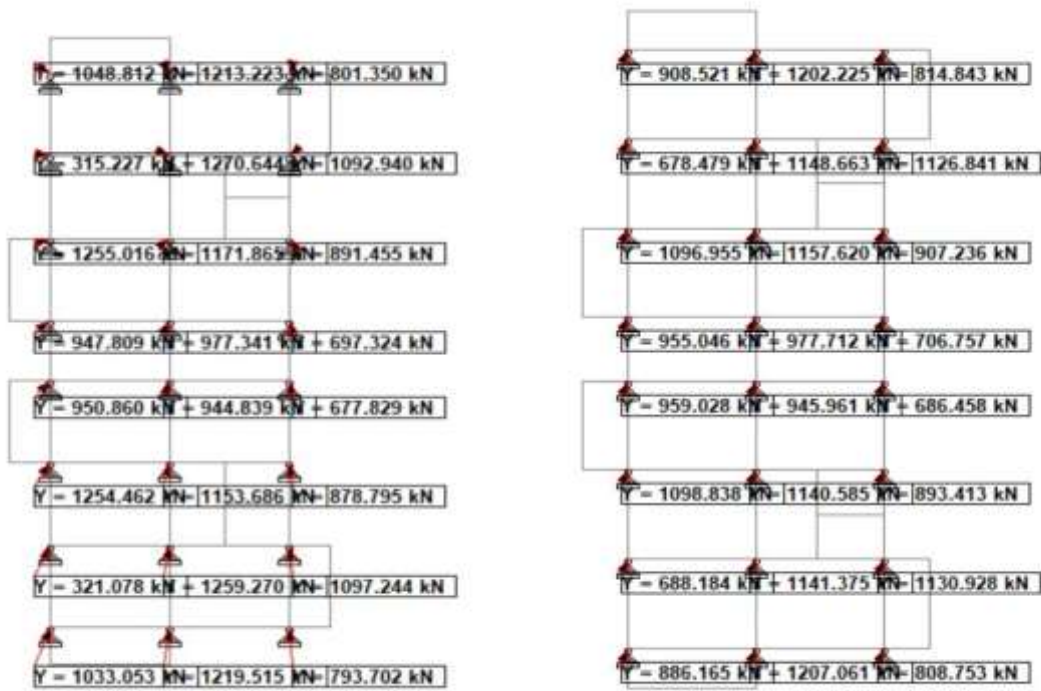 Y = 1048.812 kN = 1213.223 kN = 801.350 kN
Y = 315.227 kN = 1270.644 kN = 1092.940 kN
Y = 1255.016 kN = 1171.865 kN = 891.455 kN
Y = 947.809 kN = 977.341 kN = 697.324 kN
Y = 950.860 kN = 944.839 kN = 677.829 kN
Y = 1254.462 kN = 1153.686 kN = 878.795 kN
Y = 321.078 kN = 1259.270 kN = 1097.244 kN
Y = 1033.053 kN = 1219.515 kN = 793.702 kN
Y = 908.521 kN = 1202.225 kN = 814.843 kN
Y = 678.479 kN = 1148.663 kN = 1126.841 kN
Y = 1096.955 kN = 1157.620 kN = 907.236 kN
Y = 955.046 kN = 977.712 kN = 706.757 kN
Y = 959.028 kN = 945.961 kN = 686.458 kN
Y = 1098.838 kN = 1140.585 kN = 893.413 kN
Y = 688.184 kN = 1141.375 kN = 1130.928 kN
Y = 886.165 kN = 1207.061 kN = 808.753 kN